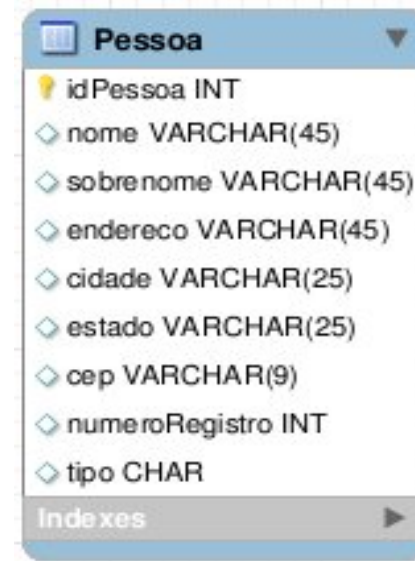 Pessoa
idPessoa INT
nome VARCHAR(45)
sobrenome VARCHAR(45)
endereco VARCHAR(45)
cidade VARCHAR(25)
estado VARCHAR(25)
cep VARCHAR(9)
numeroRegistro INT
tipo CHAR
Indexes